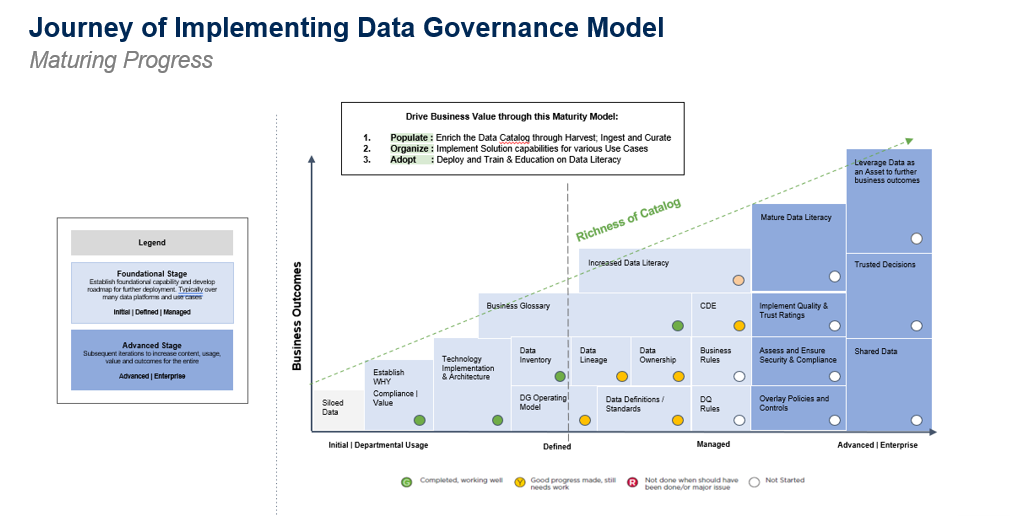 Journey of Implementing Data Governance Model
Maturing Progress
Drive Business Value through this Maturity Model:
1. Populate : Enrich the Data Catalog through Harvest; Ingest and Curate
2. Organize : Implement Solution capabilities for various Use Cases
3. Adopt : Deploy and Train & Education on Data Literacy
Legend
Foundational Stage
Establish foundational capability and develop
roadmap for further deployment. Typically over
many data platforms and use cases
Initial | Defined | Managed
Advanced Stage
Subsequent iterations to increase content, usage,
value and outcomes for the entire
Advanced | Enterprise
Business Outcomes
Richness of Catalog
Leverage Data as
an Asset to further
business outcomes
Mature Data Literacy
Increased Data Literacy
Trusted Decisions
Business Glossary
CDE
Implement Quality &
Trust Ratings
Technology
Implementation
& Architecture
Data
Inventory
Data
Lineage
Data
Ownership
Business
Rules
Assess and Ensure
Security & Compliance
Shared Data
Establish
WHY
Compliance |
Value
Siloed
Data
DG Operating
Model
Data Definitions /
Standards
DQ
Rules
Overlay Policies and
Controls
Initial | Departmental Usage
Defined
Managed
Advanced | Enterprise
G Completed, working well
Y Good progress made, still
needs work
R Not done when should have
been done/or major issue
Not Started